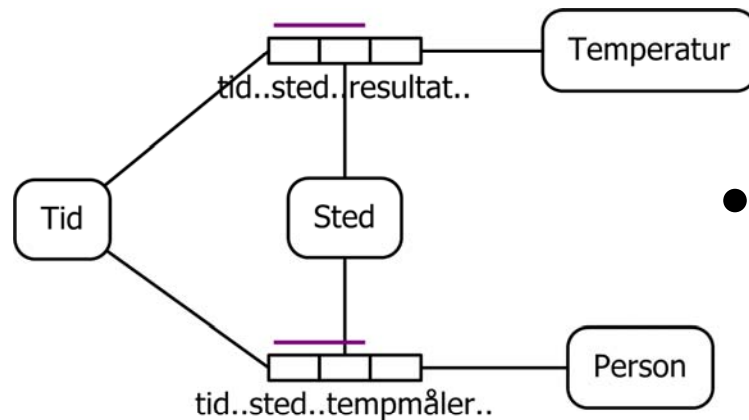 Temperatur
tid..sted..resultat..
Tid
Sted
Person
tid..sted..tempmåler..